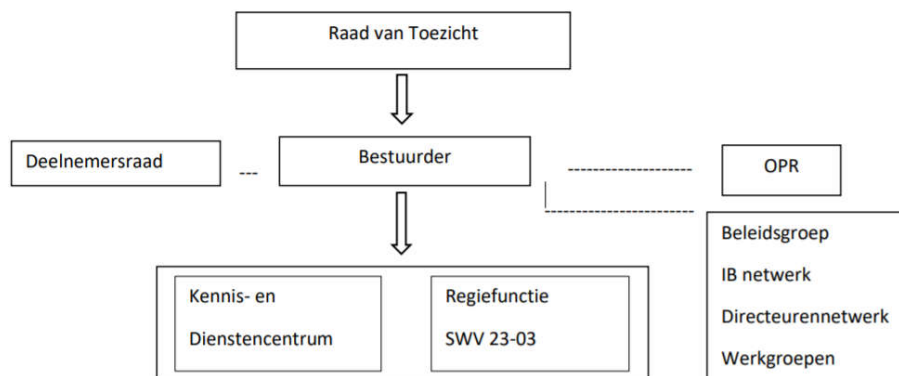 Raad van Toezicht
Deelnemersraad
Bestuurder
OPR
Beleidsgroep
IB netwerk
Directeurennetwerk
Werkgroepen
Kennis- en
Dienstencentrum
Regiefunctie
SWV 23-03